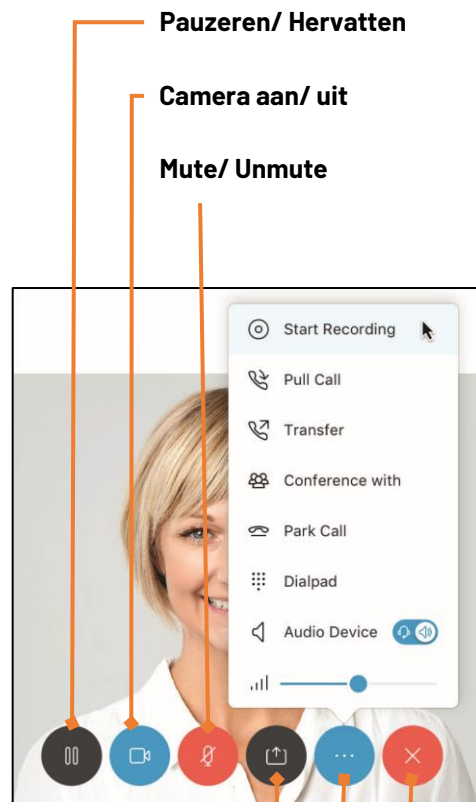 Pauzeren/ Hervatten
Camera aan/ uit
Mute/ Unmute
Start Recording
Pull Call
Transfer
Conference with
Park Call
Dialpad
Audio Device